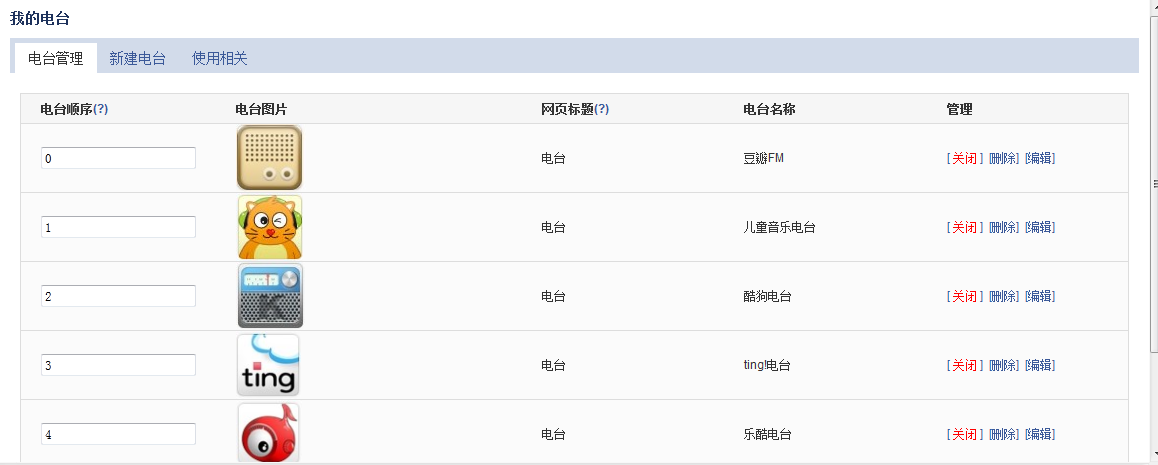 我的电台
电台管理 新建电台 使用相关
电台顺序(?) 电台图片 网页标题(?) 电台名称 管理
0 电台 豆瓣FM [关闭 ] [删除] [编辑]
1 电台 儿童音乐电台 [关闭 ] [删除] [编辑]
2 K 电台 酷狗电台 [关闭 ] [删除] [编辑]
3 ting 电台 ting!电台 [关闭 ] [删除] [编辑]
4 电台 乐酷电台 [关闭 ] [删除] [编辑]